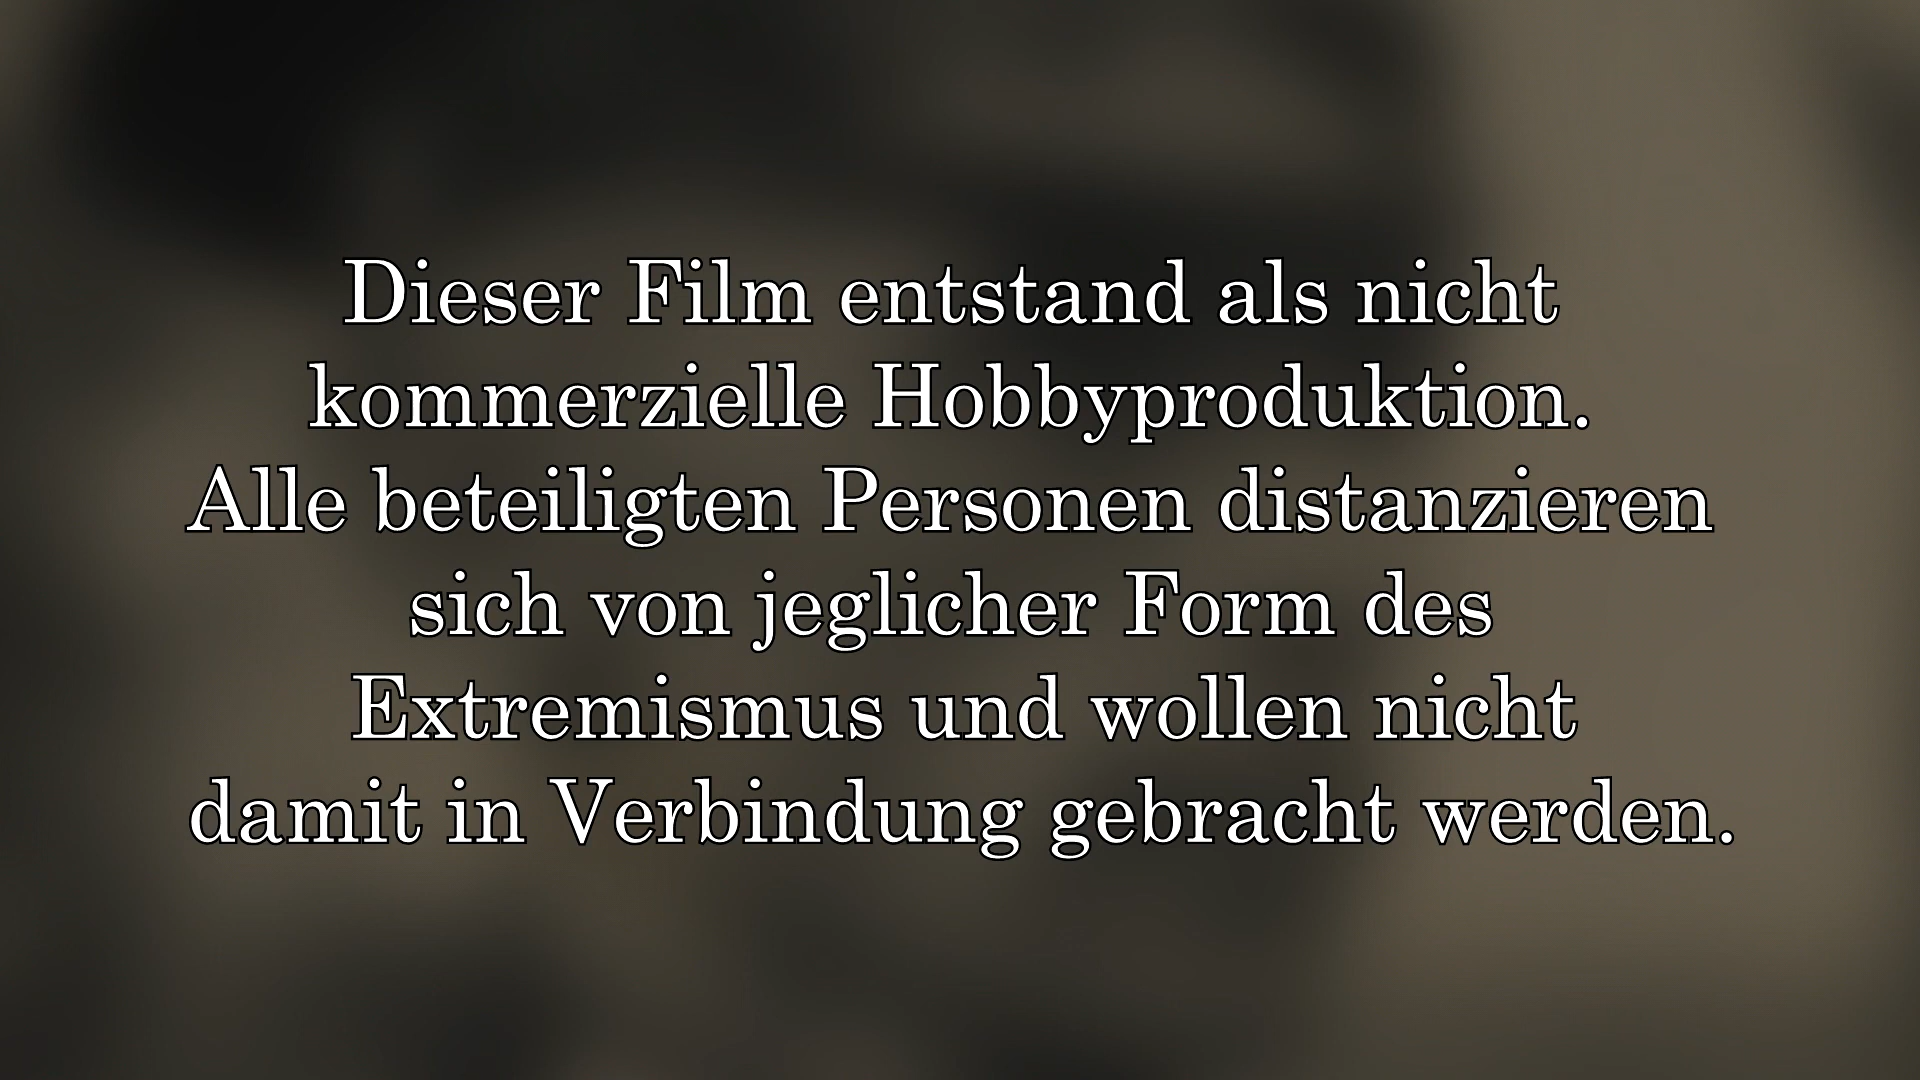 Dieser Film entstand als nicht
kommerzielle Hobbyproduktion.
Alle beteiligten Personen distanzieren
sich von jeglicher Form des
Extremismus und wollen nicht
damit in Verbindung gebracht werden.